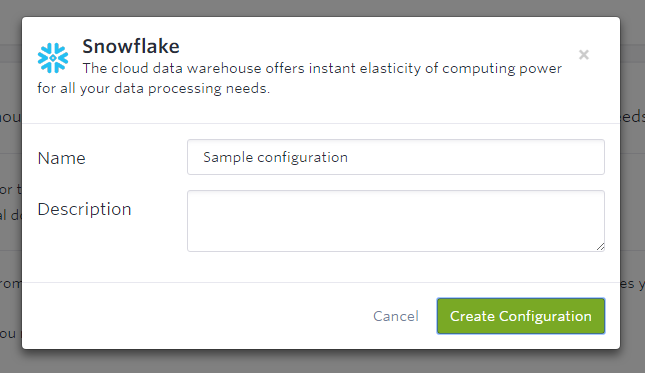 Snowflake
The cloud data warehouse offers instant elasticity of computing power
for all your data processing needs.
×
Name
Sample configuration
Description
Cancel
Create Configuration